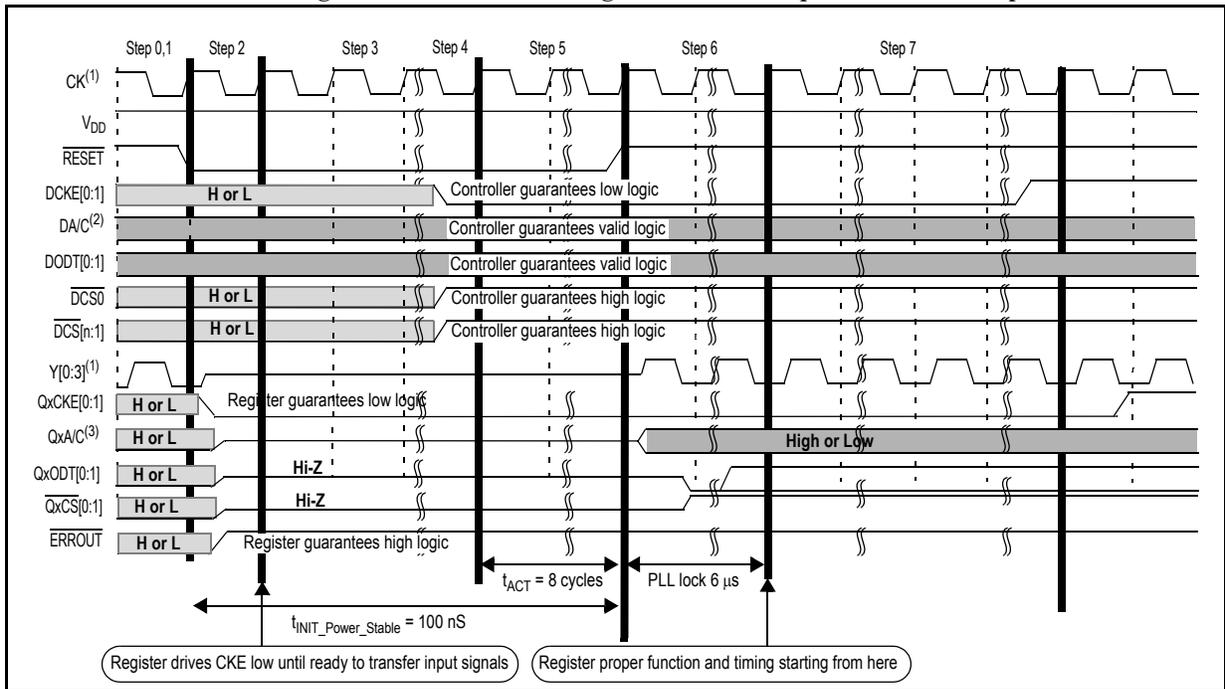 Step 0,1 Step 2 Step 3 Step 4 Step 5 Step 6 Step 7
CK(1)
VDD
RESET
DCKE[0:1] H or L Controller guarantees low logic
DA/C(2) Controller guarantees valid logic
DODT[0:1] Controller guarantees valid logic
DCS0 H or L Controller guarantees high logic
DCS[n:1] H or L Controller guarantees high logic
Y[0:3](1)
QxCKE[0:1] H or L Register guarantees low logic
QxA/C(3) H or L High or Low
QxODT[0:1] H or L Hi-Z
QxCS[0:1] H or L Hi-Z
ERROUT H or L Register guarantees high logic
tACT = 8 cycles PLL lock 6 μs
tINIT_Power_Stable = 100 nS
Register drives CKE low until ready to transfer input signals Register proper function and timing starting from here